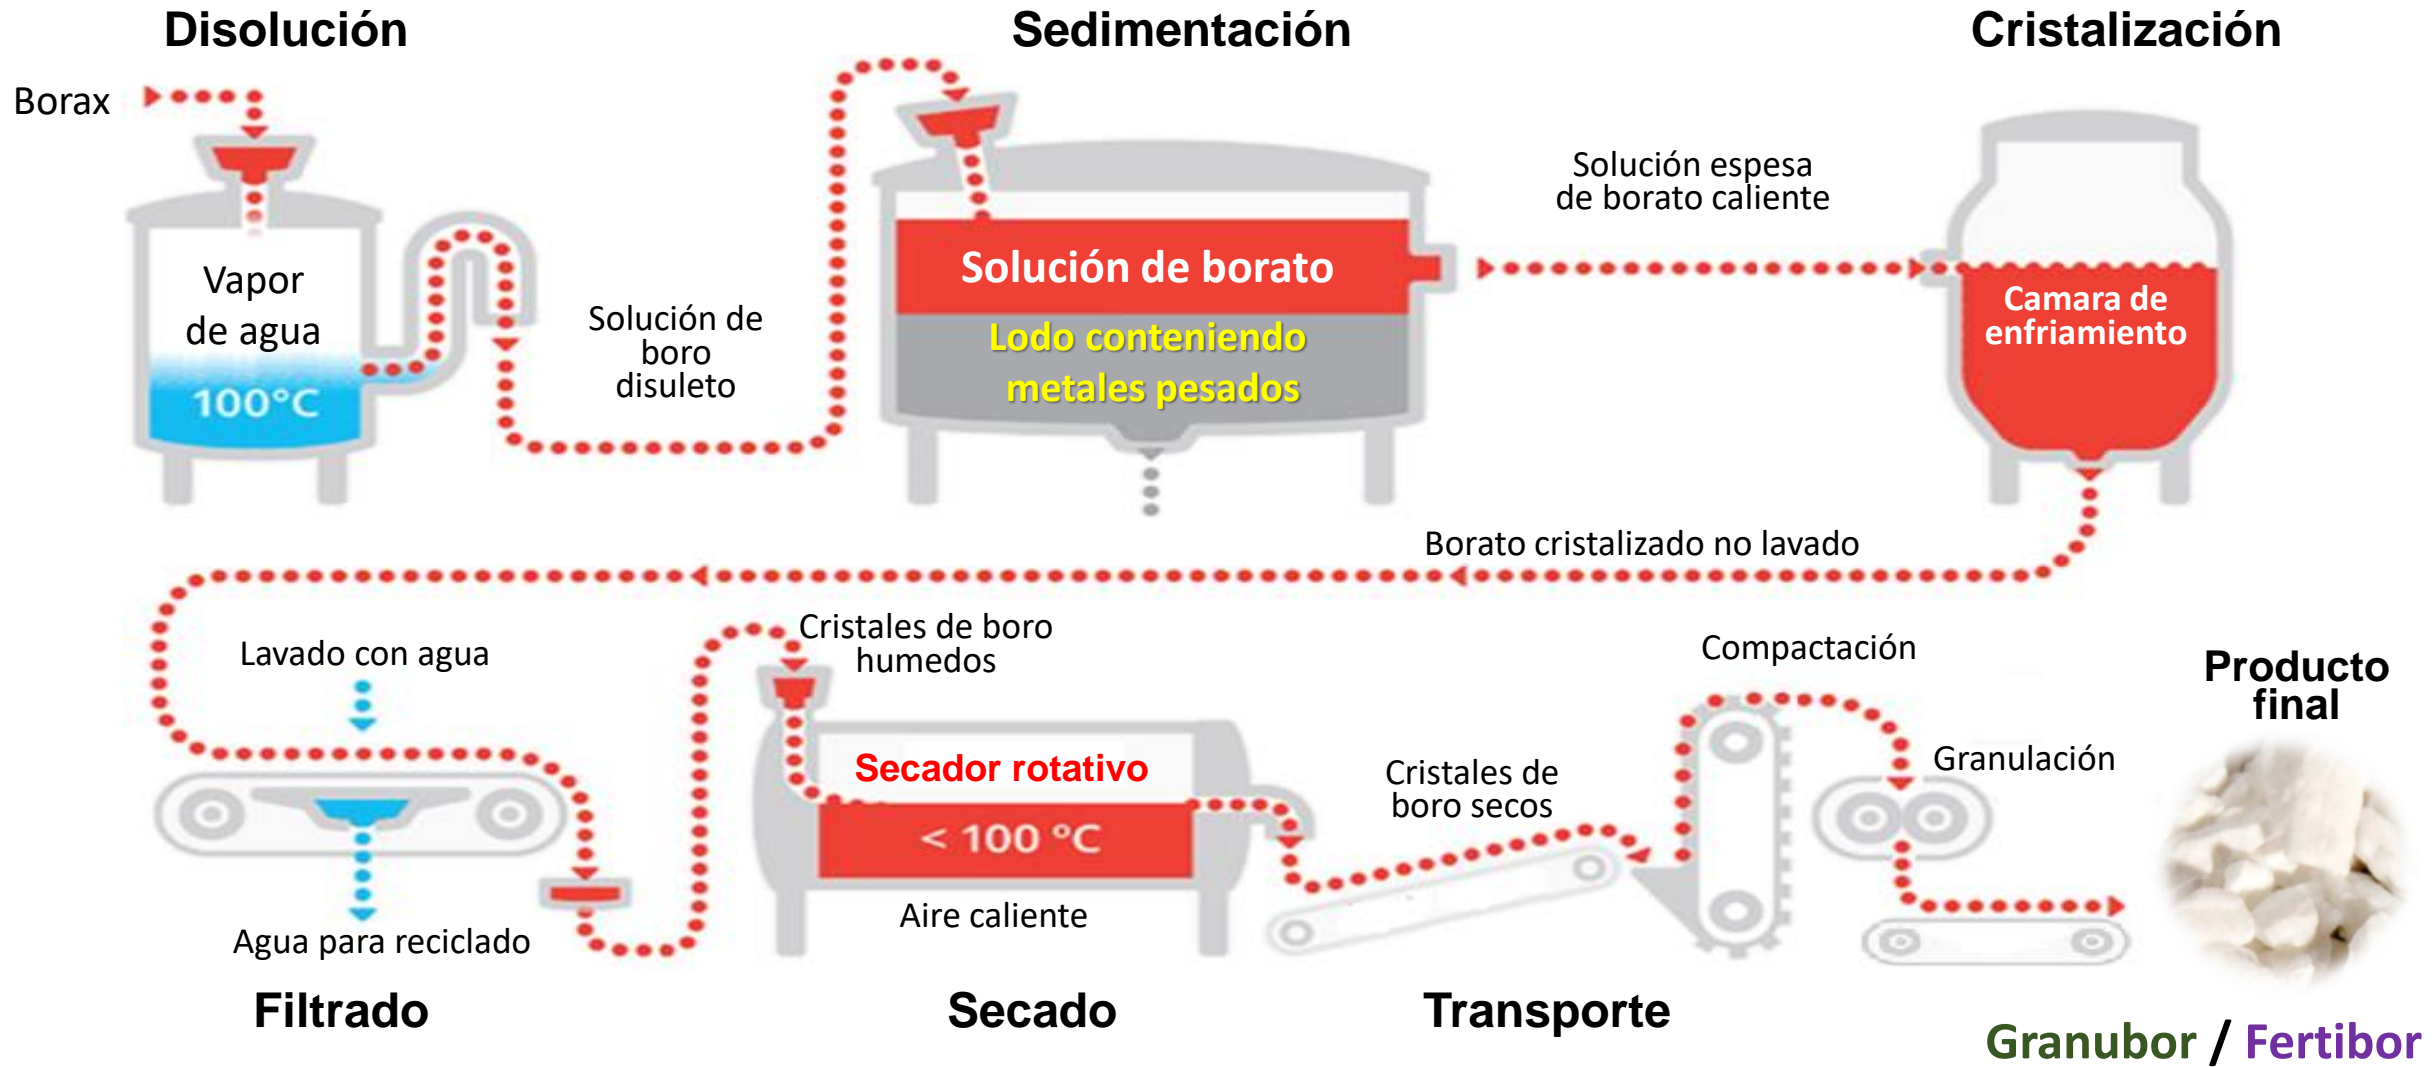 Disolución
Sedimentación
Cristalización
Borax
Vapor
de agua
100°C
Solución de
boro
disuleto
Solución de borato
Lodo conteniendo
metales pesados
Solución espesa
de borato caliente
Camara de
enfriamiento
Borato cristalizado no lavado
Lavado con agua
Agua para reciclado
Cristales de boro
humedos
Secador rotativo
< 100 °C
Aire caliente
Cristales de
boro secos
Compactación
Granulación
Producto
final
Filtrado
Secado
Transporte
Granubor / Fertibor